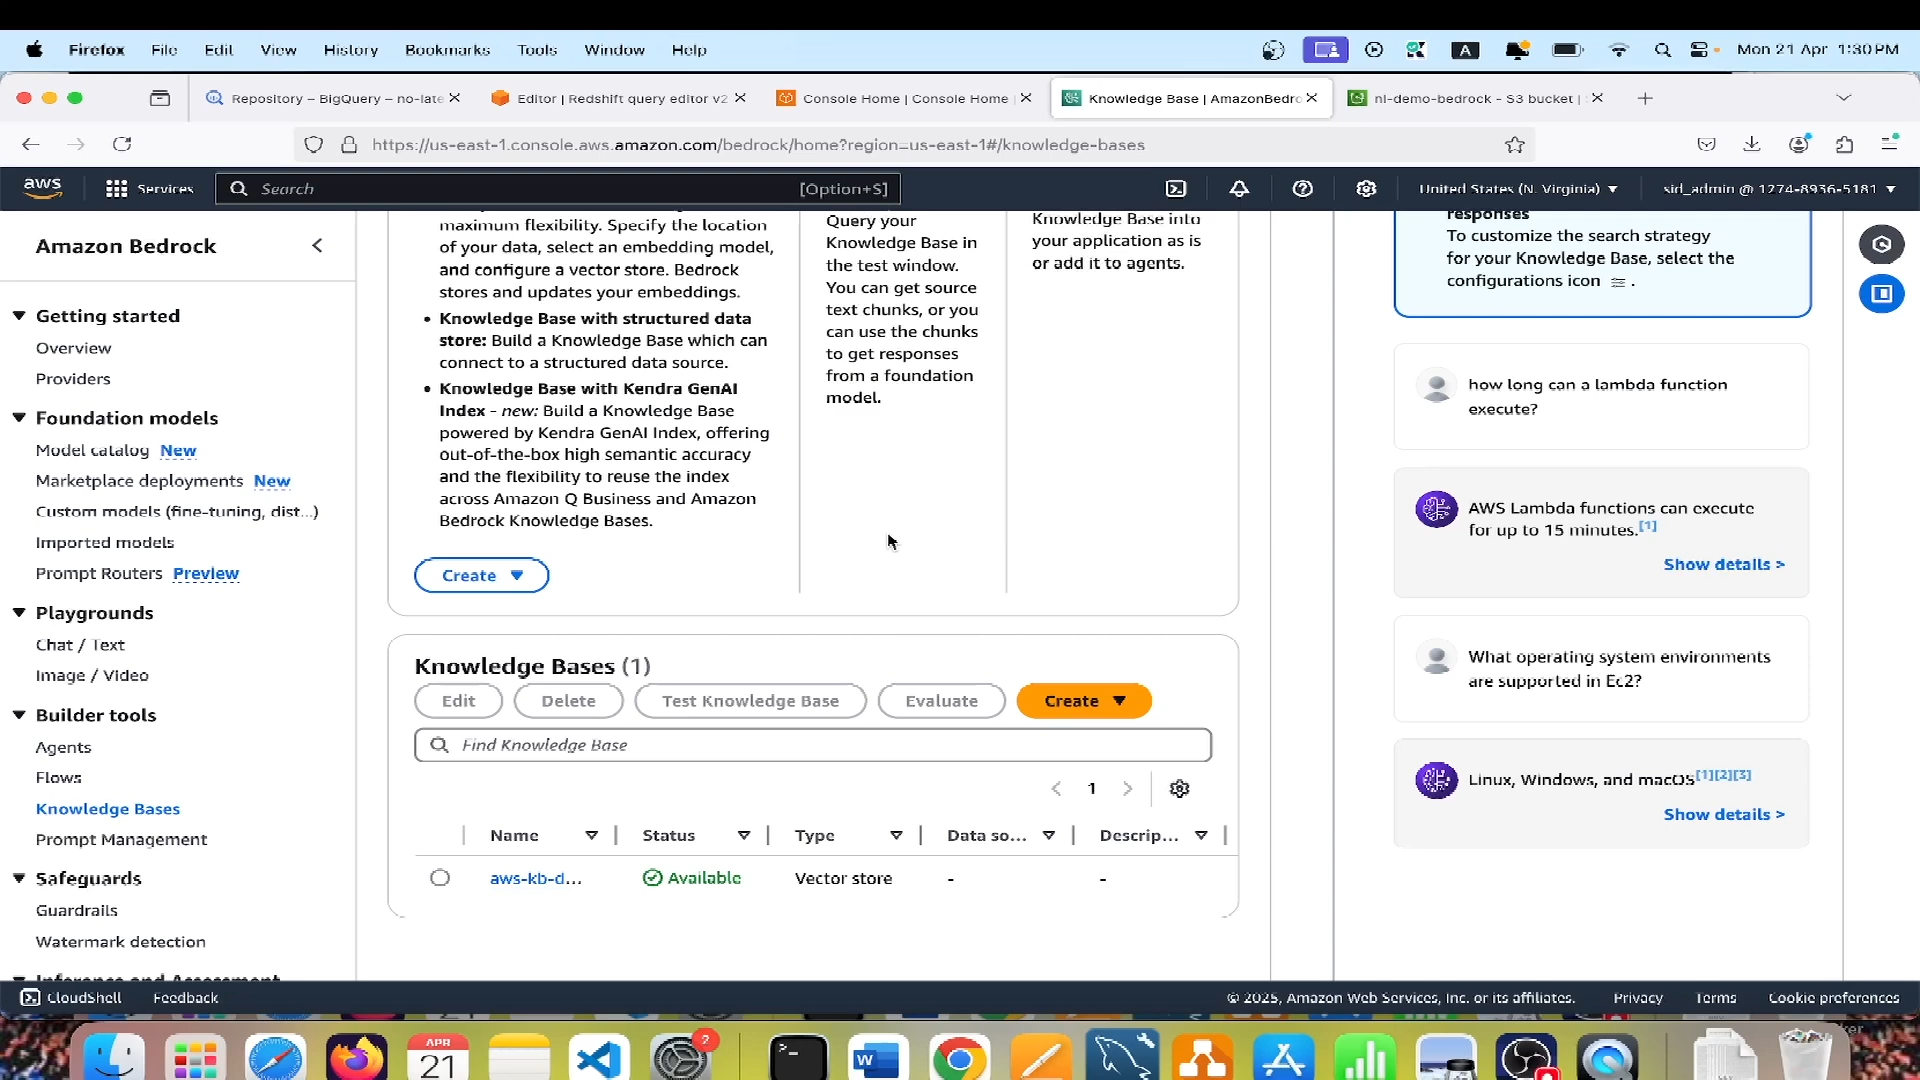 Firefox File Edit View History Bookmarks Tools Window Help
A
Mon 21 Apr 1:30 PM
Repository – BigQuery – no-late
Editor | Redshift query editor v2
Console Home | Console Home
Knowledge Base | AmazonBedro
nl-demo-bedrock - S3 bucket |
https://us-east-1.console.aws.amazon.com/bedrock/home?region=us-east-1#/knowledge-bases
aws
Services
Search
[Option+S]
United States (N. Virginia)
sid_admin @ 1274-8936-5181
Amazon Bedrock
Getting started
Overview
Providers
Foundation models
Model catalog New
Marketplace deployments New
Custom models (fine-tuning, dist...)
Imported models
Prompt Routers Preview
Playgrounds
Chat / Text
Image / Video
Builder tools
Agents
Flows
Knowledge Bases
Prompt Management
Safeguards
Guardrails
Watermark detection
Inference and Assessment
maximum flexibility. Specify the location
of your data, select an embedding model,
and configure a vector store. Bedrock
stores and updates your embeddings.
• Knowledge Base with structured data
store: Build a Knowledge Base which can
connect to a structured data source.
• Knowledge Base with Kendra GenAI
Index - new: Build a Knowledge Base
powered by Kendra GenAI Index, offering
out-of-the-box high semantic accuracy
and the flexibility to reuse the index
across Amazon Q Business and Amazon
Bedrock Knowledge Bases.
Create
Query your
Knowledge Base in
the test window.
You can get source
text chunks, or you
can use the chunks
to get responses
from a foundation
model.
Knowledge Base into
your application as is
or add it to agents.
Knowledge Bases (1)
Edit
Delete
Test Knowledge Base
Evaluate
Create
Find Knowledge Base
1
Name
Status
Type
Data so...
Descrip...
aws-kb-d...
Available
Vector store
-
-
responses
To customize the search strategy
for your Knowledge Base, select the
configurations icon .
how long can a lambda function
execute?
AWS Lambda functions can execute
for up to 15 minutes.[1]
Show details >
What operating system environments
are supported in Ec2?
Linux, Windows, and macOS[1][2][3]
Show details >
CloudShell
Feedback
© 2025, Amazon Web Services, Inc. or its affiliates.
Privacy
Terms
Cookie preferences
APR
21
2
W